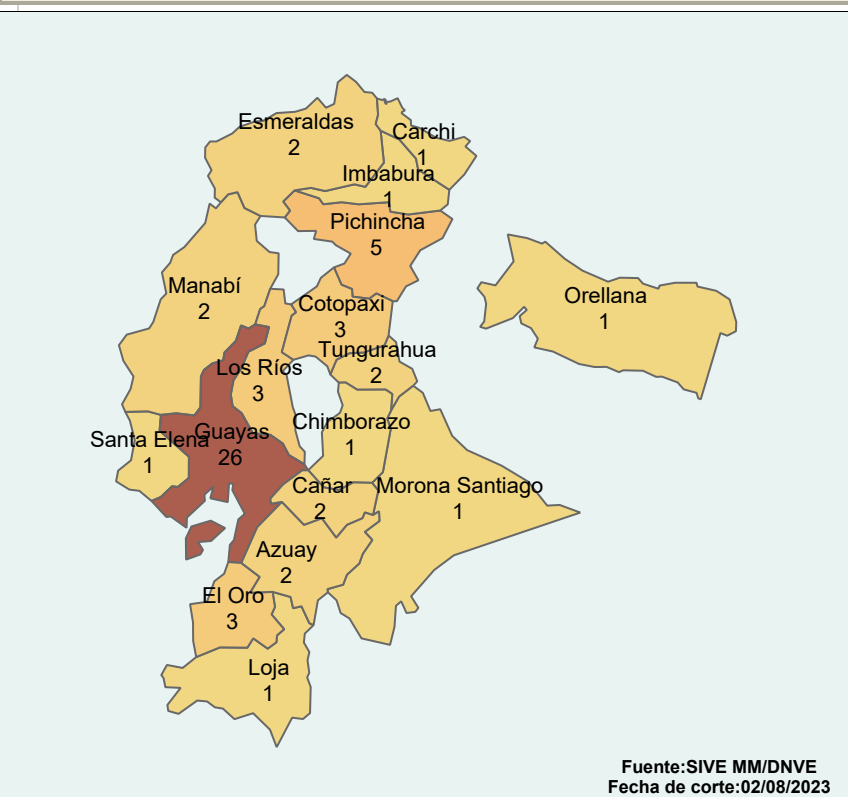 Esmeraldas
2
Carchi
1
Imbabura
1
Pichincha
5
Manabí
2
Orellana
1
Cotopaxi
3
Tungurahua
2
Los Ríos
3
Chimborazo
1
Santa Elena
1
Guayas
26
Cañar
2
Morona Santiago
1
Azuay
2
El Oro
3
Loja
1
Fuente:SIVE MM/DNVE
Fecha de corte:02/08/2023